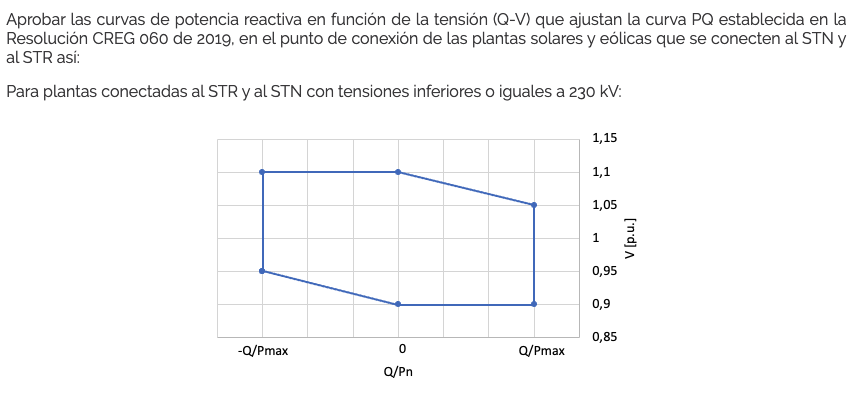 Aprobar las curvas de potencia reactiva en función de la tensión (Q-V) que ajustan la curva PQ establecida en la
Resolución CREG 060 de 2019, en el punto de conexión de las plantas solares y eólicas que se conecten al STN y
al STR así:
Para plantas conectadas al STR y al STN con tensiones inferiores o iguales a 230 kV:
1,15
1,1
1,05
1
0,95
0,9
0,85
V [p.u.]
-Q/Pmax
0
Q/Pmax
Q/Pn